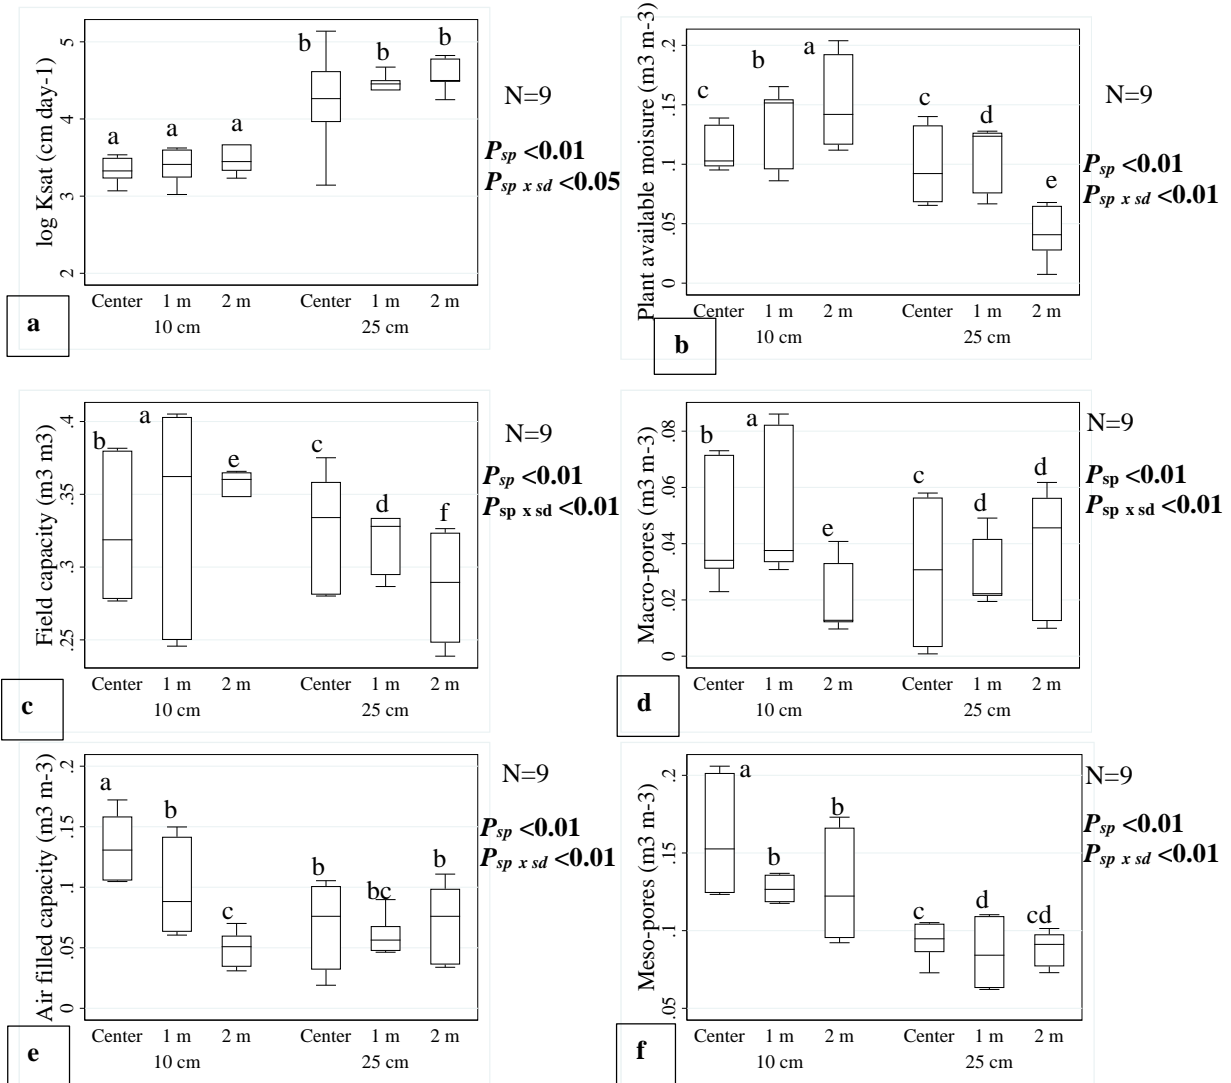 log Ksat (cm day-1)
5
4
3
2
a
a
a
b
b
b
N=9
Psp <0.01
Psp x sd <0.05
Center 1 m 2 m Center 1 m 2 m
10 cm 25 cm
a
Plant available moisure (m3 m-3)
.2
.15
.1
.05
0
c
b
a
c
d
e
N=9
Psp <0.01
Psp x sd <0.01
Center 1 m 2 m Center 1 m 2 m
10 cm 25 cm
b
Field capacity (m3 m3)
.4
.35
.3
.25
b
a
e
c
d
f
N=9
Psp <0.01
Psp x sd <0.01
Center 1 m 2 m Center 1 m 2 m
10 cm 25 cm
c
Macro-pores (m3 m-3)
.08
.06
.04
.02
0
b
a
e
c
d
d
N=9
Psp <0.01
Psp x sd <0.01
Center 1 m 2 m Center 1 m 2 m
10 cm 25 cm
d
Air filled capacity (m3 m-3)
.2
.15
.1
.05
0
a
b
c
b
bc
b
N=9
Psp <0.01
Psp x sd <0.01
Center 1 m 2 m Center 1 m 2 m
10 cm 25 cm
e
Meso-pores (m3 m-3)
.2
.15
.1
.05
a
b
b
c
d
cd
N=9
Psp <0.01
Psp x sd <0.01
Center 1 m 2 m Center 1 m 2 m
10 cm 25 cm
f